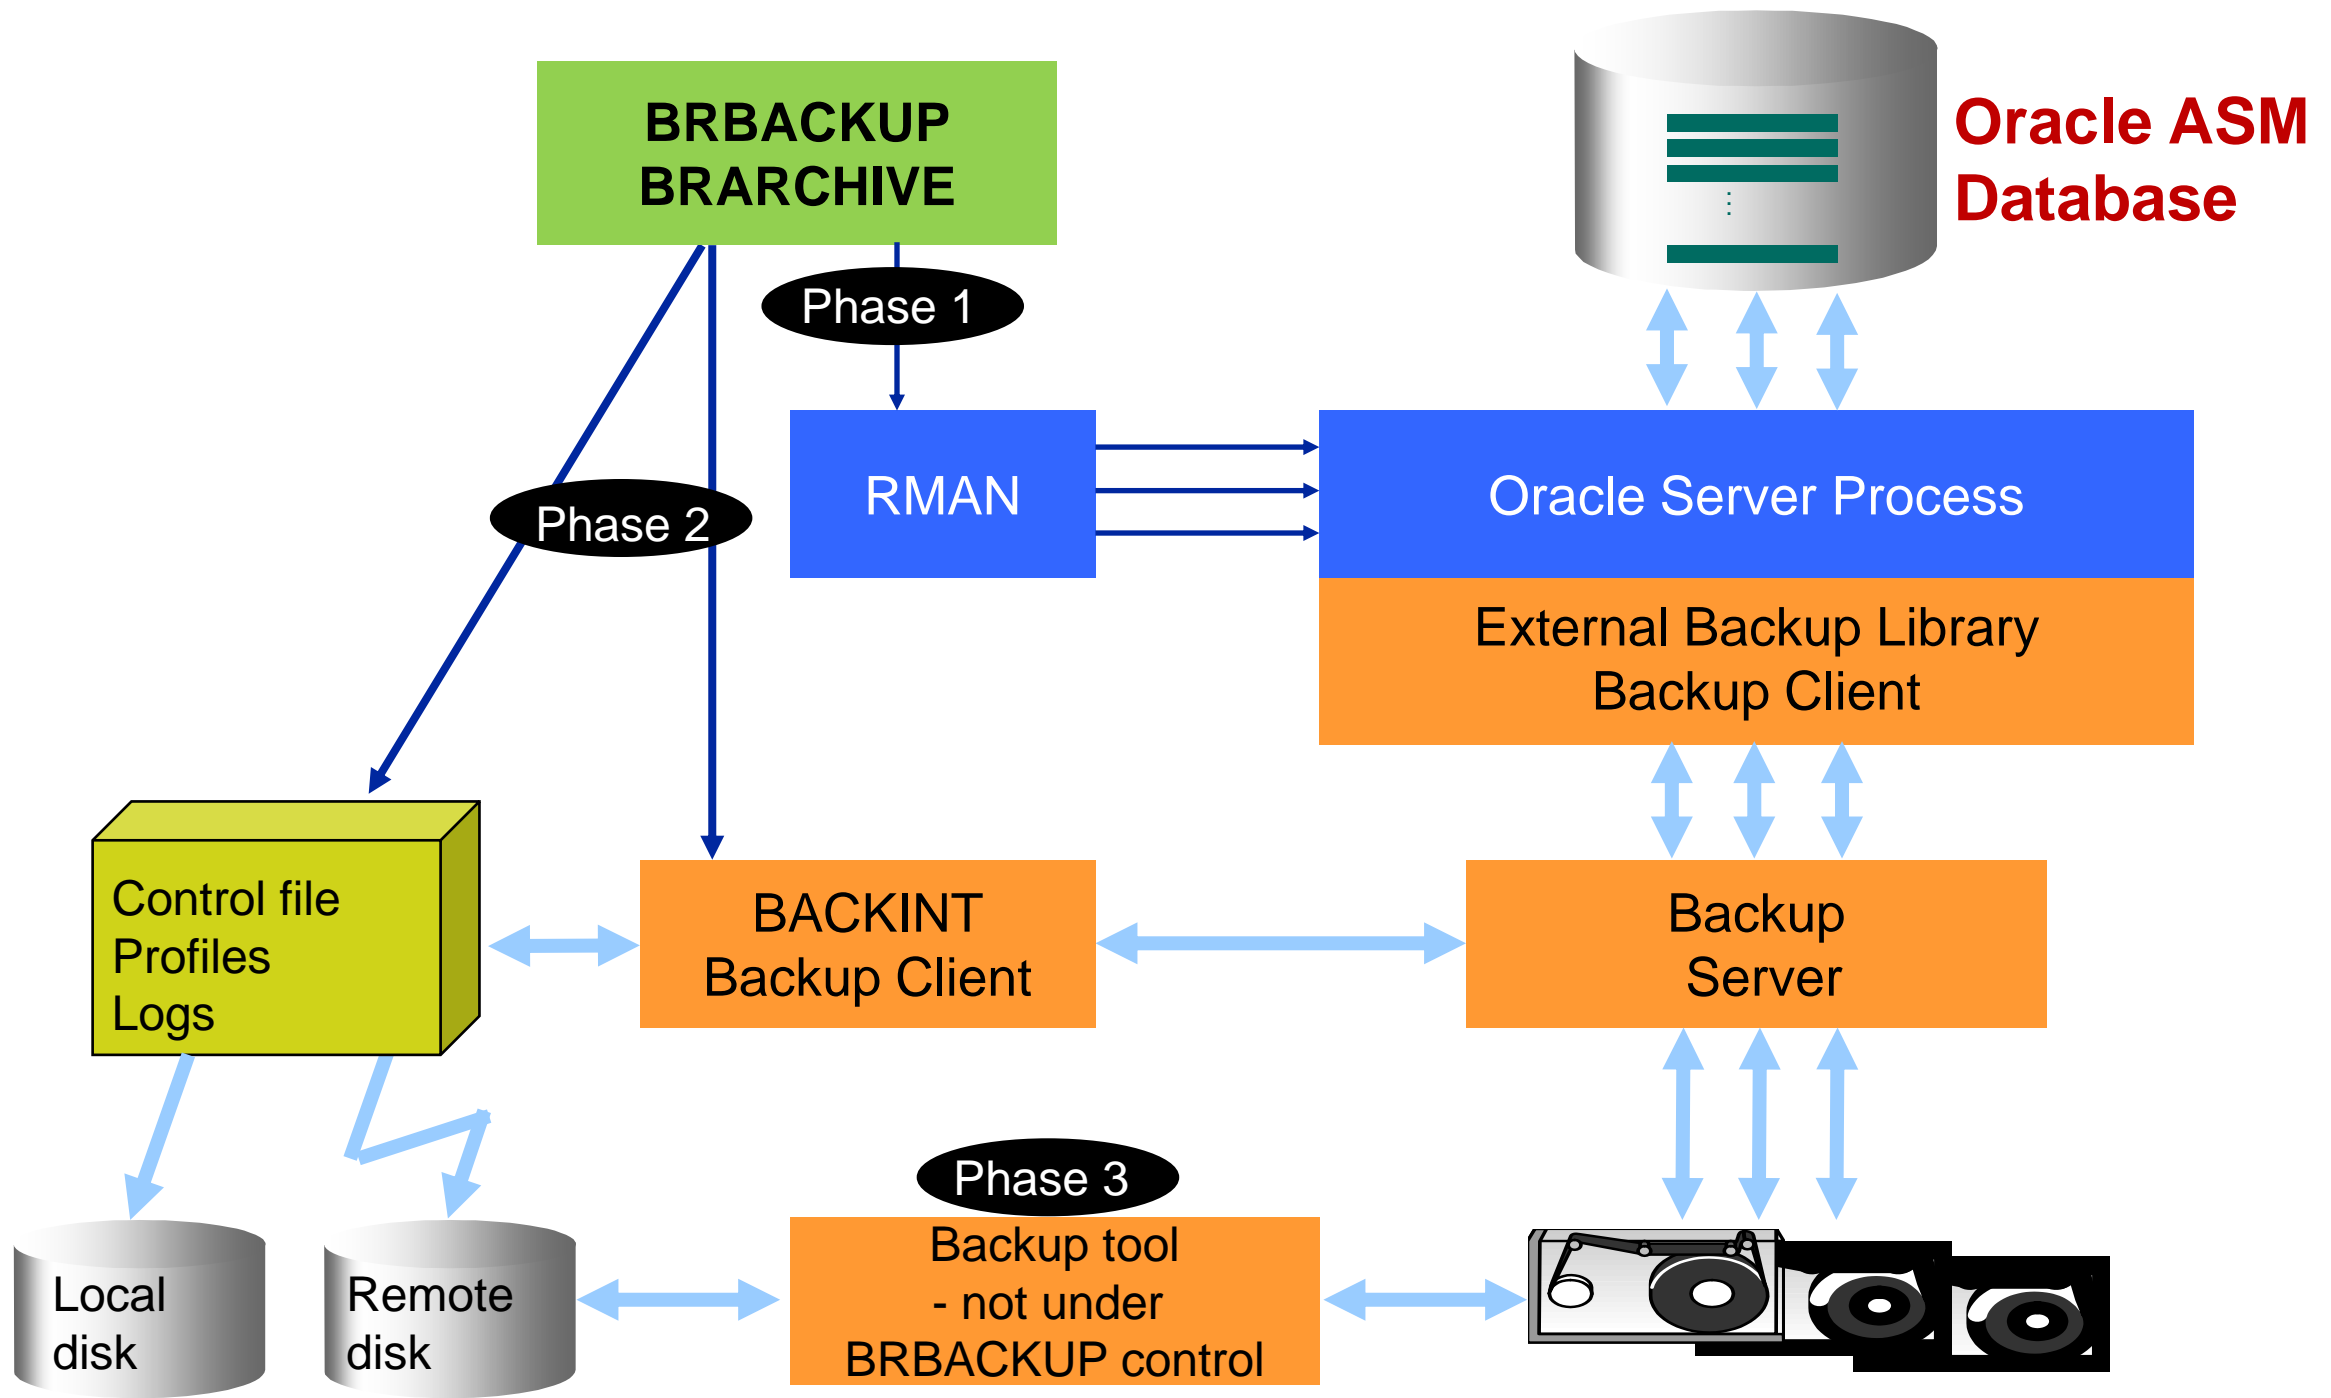 BRBACKUP
BRARCHIVE
Oracle ASM
Database
Phase 1
RMAN
Oracle Server Process
Phase 2
External Backup Library
Backup Client
Control file
Profiles
Logs
BACKINT
Backup Client
Backup
Server
Phase 3
Local
disk
Remote
disk
Backup tool
- not under
BRBACKUP control